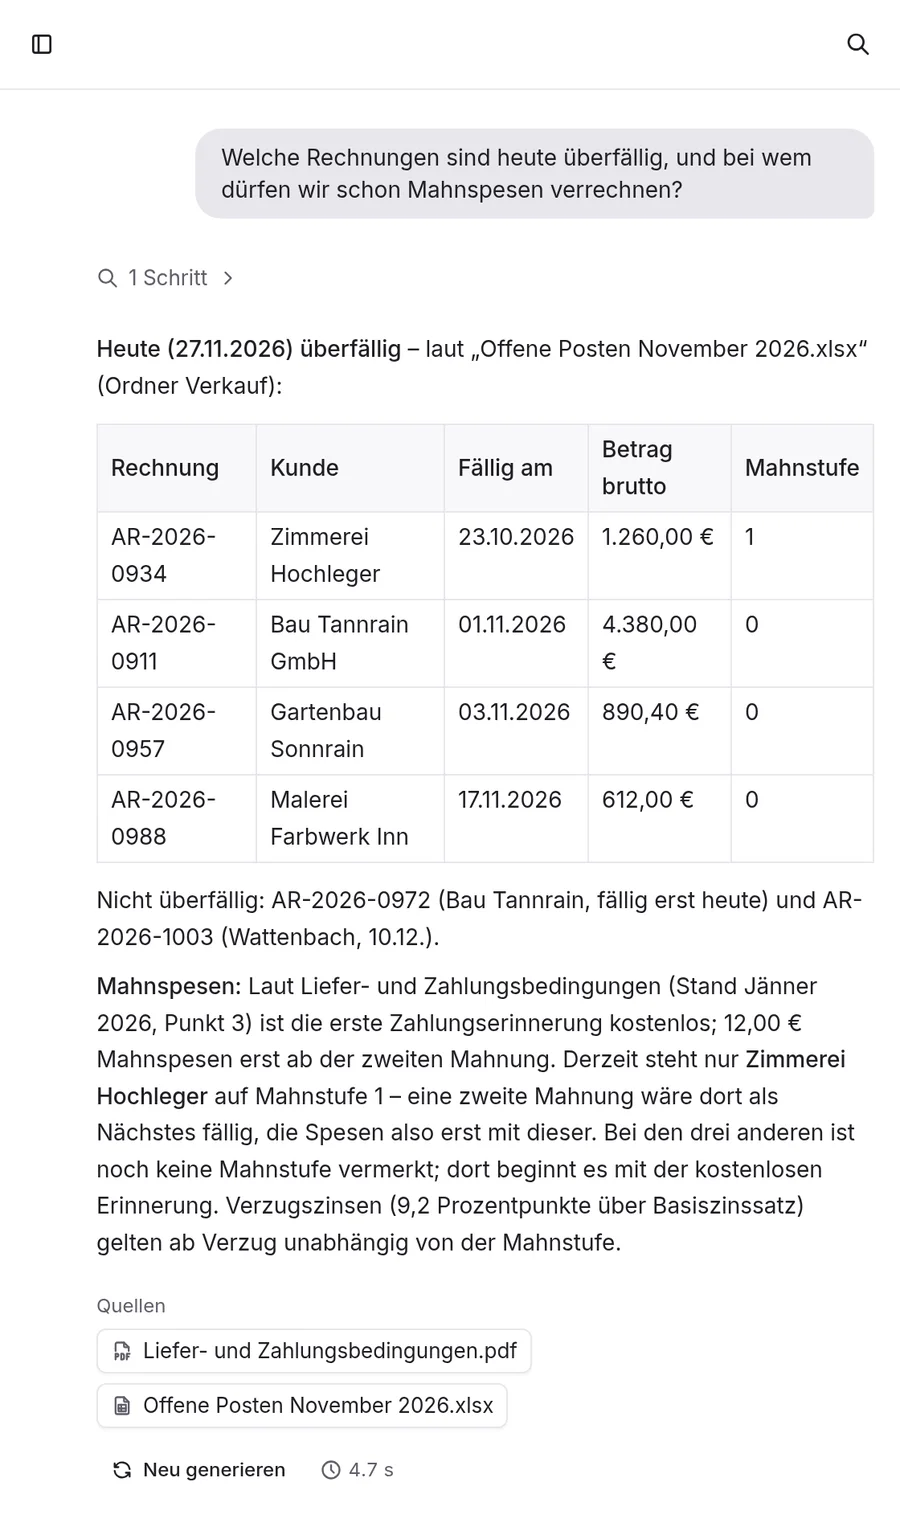 Welche Rechnungen sind heute überfällig, und bei wem
dürfen wir schon Mahnspesen verrechnen?
1 Schritt
Heute (27.11.2026) überfällig – laut „Offene Posten November 2026.xlsx“
(Ordner Verkauf):
Rechnung Kunde Fällig am Betrag brutto Mahnstufe
AR-2026-0934 Zimmerei Hochleger 23.10.2026 1.260,00 € 1
AR-2026-0911 Bau Tannrain GmbH 01.11.2026 4.380,00 € 0
AR-2026-0957 Gartenbau Sonnrain 03.11.2026 890,40 € 0
AR-2026-0988 Malerei Farbwerk Inn 17.11.2026 612,00 € 0
Nicht überfällig: AR-2026-0972 (Bau Tannrain, fällig erst heute) und AR-
2026-1003 (Wattenbach, 10.12.).
Mahnspesen: Laut Liefer- und Zahlungsbedingungen (Stand Jänner
2026, Punkt 3) ist die erste Zahlungserinnerung kostenlos; 12,00 €
Mahnspesen erst ab der zweiten Mahnung. Derzeit steht nur Zimmerei
Hochleger auf Mahnstufe 1 – eine zweite Mahnung wäre dort als
Nächstes fällig, die Spesen also erst mit dieser. Bei den drei anderen ist
noch keine Mahnstufe vermerkt; dort beginnt es mit der kostenlosen
Erinnerung. Verzugszinsen (9,2 Prozentpunkte über Basiszinssatz)
gelten ab Verzug unabhängig von der Mahnstufe.
Quellen
Liefer- und Zahlungsbedingungen.pdf
Offene Posten November 2026.xlsx
Neu generieren 4.7 s